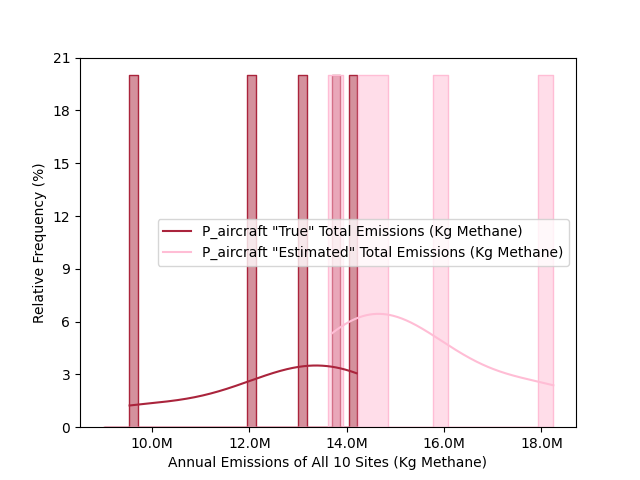 21
18
15
12
9
6
3
0
Relative Frequency (%)
P_aircraft "True" Total Emissions (Kg Methane)
P_aircraft "Estimated" Total Emissions (Kg Methane)
10.0M 12.0M 14.0M 16.0M 18.0M
Annual Emissions of All 10 Sites (Kg Methane)